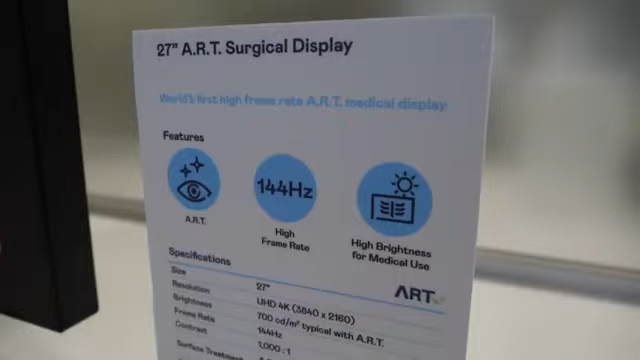 27" A.R.T. Surgical Display
World's first high frame rate A.R.T. medical display
Features
A.R.T.
144Hz
High
Frame Rate
High Brightness
for Medical Use
Specifications
ART
Size 27"
Resolution UHD 4K (3840 x 2160)
Brightness 700 cd/m² typical with A.R.T.
Frame Rate 144Hz
Contrast 1,000 : 1
Surface Treatment